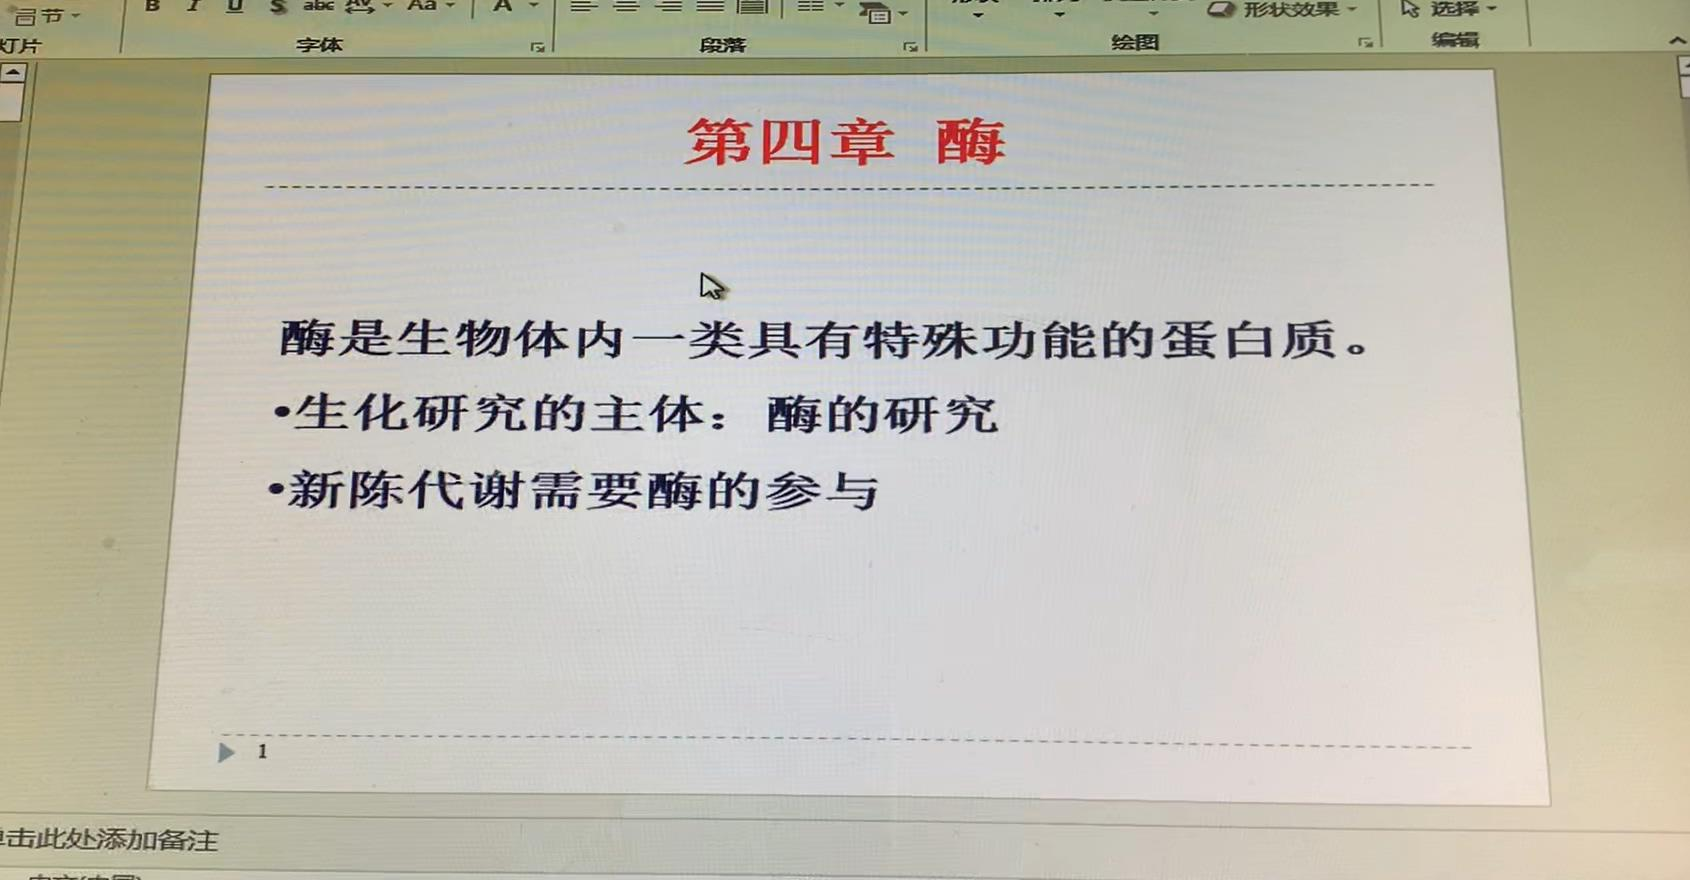 节
B I U S abc AV Aa A
形状效果 选择
灯片 字体 段落 绘图 编辑
第四章 酶
酶是生物体内一类具有特殊功能的蛋白质。
•生化研究的主体：酶的研究
•新陈代谢需要酶的参与
1
击此处添加备注